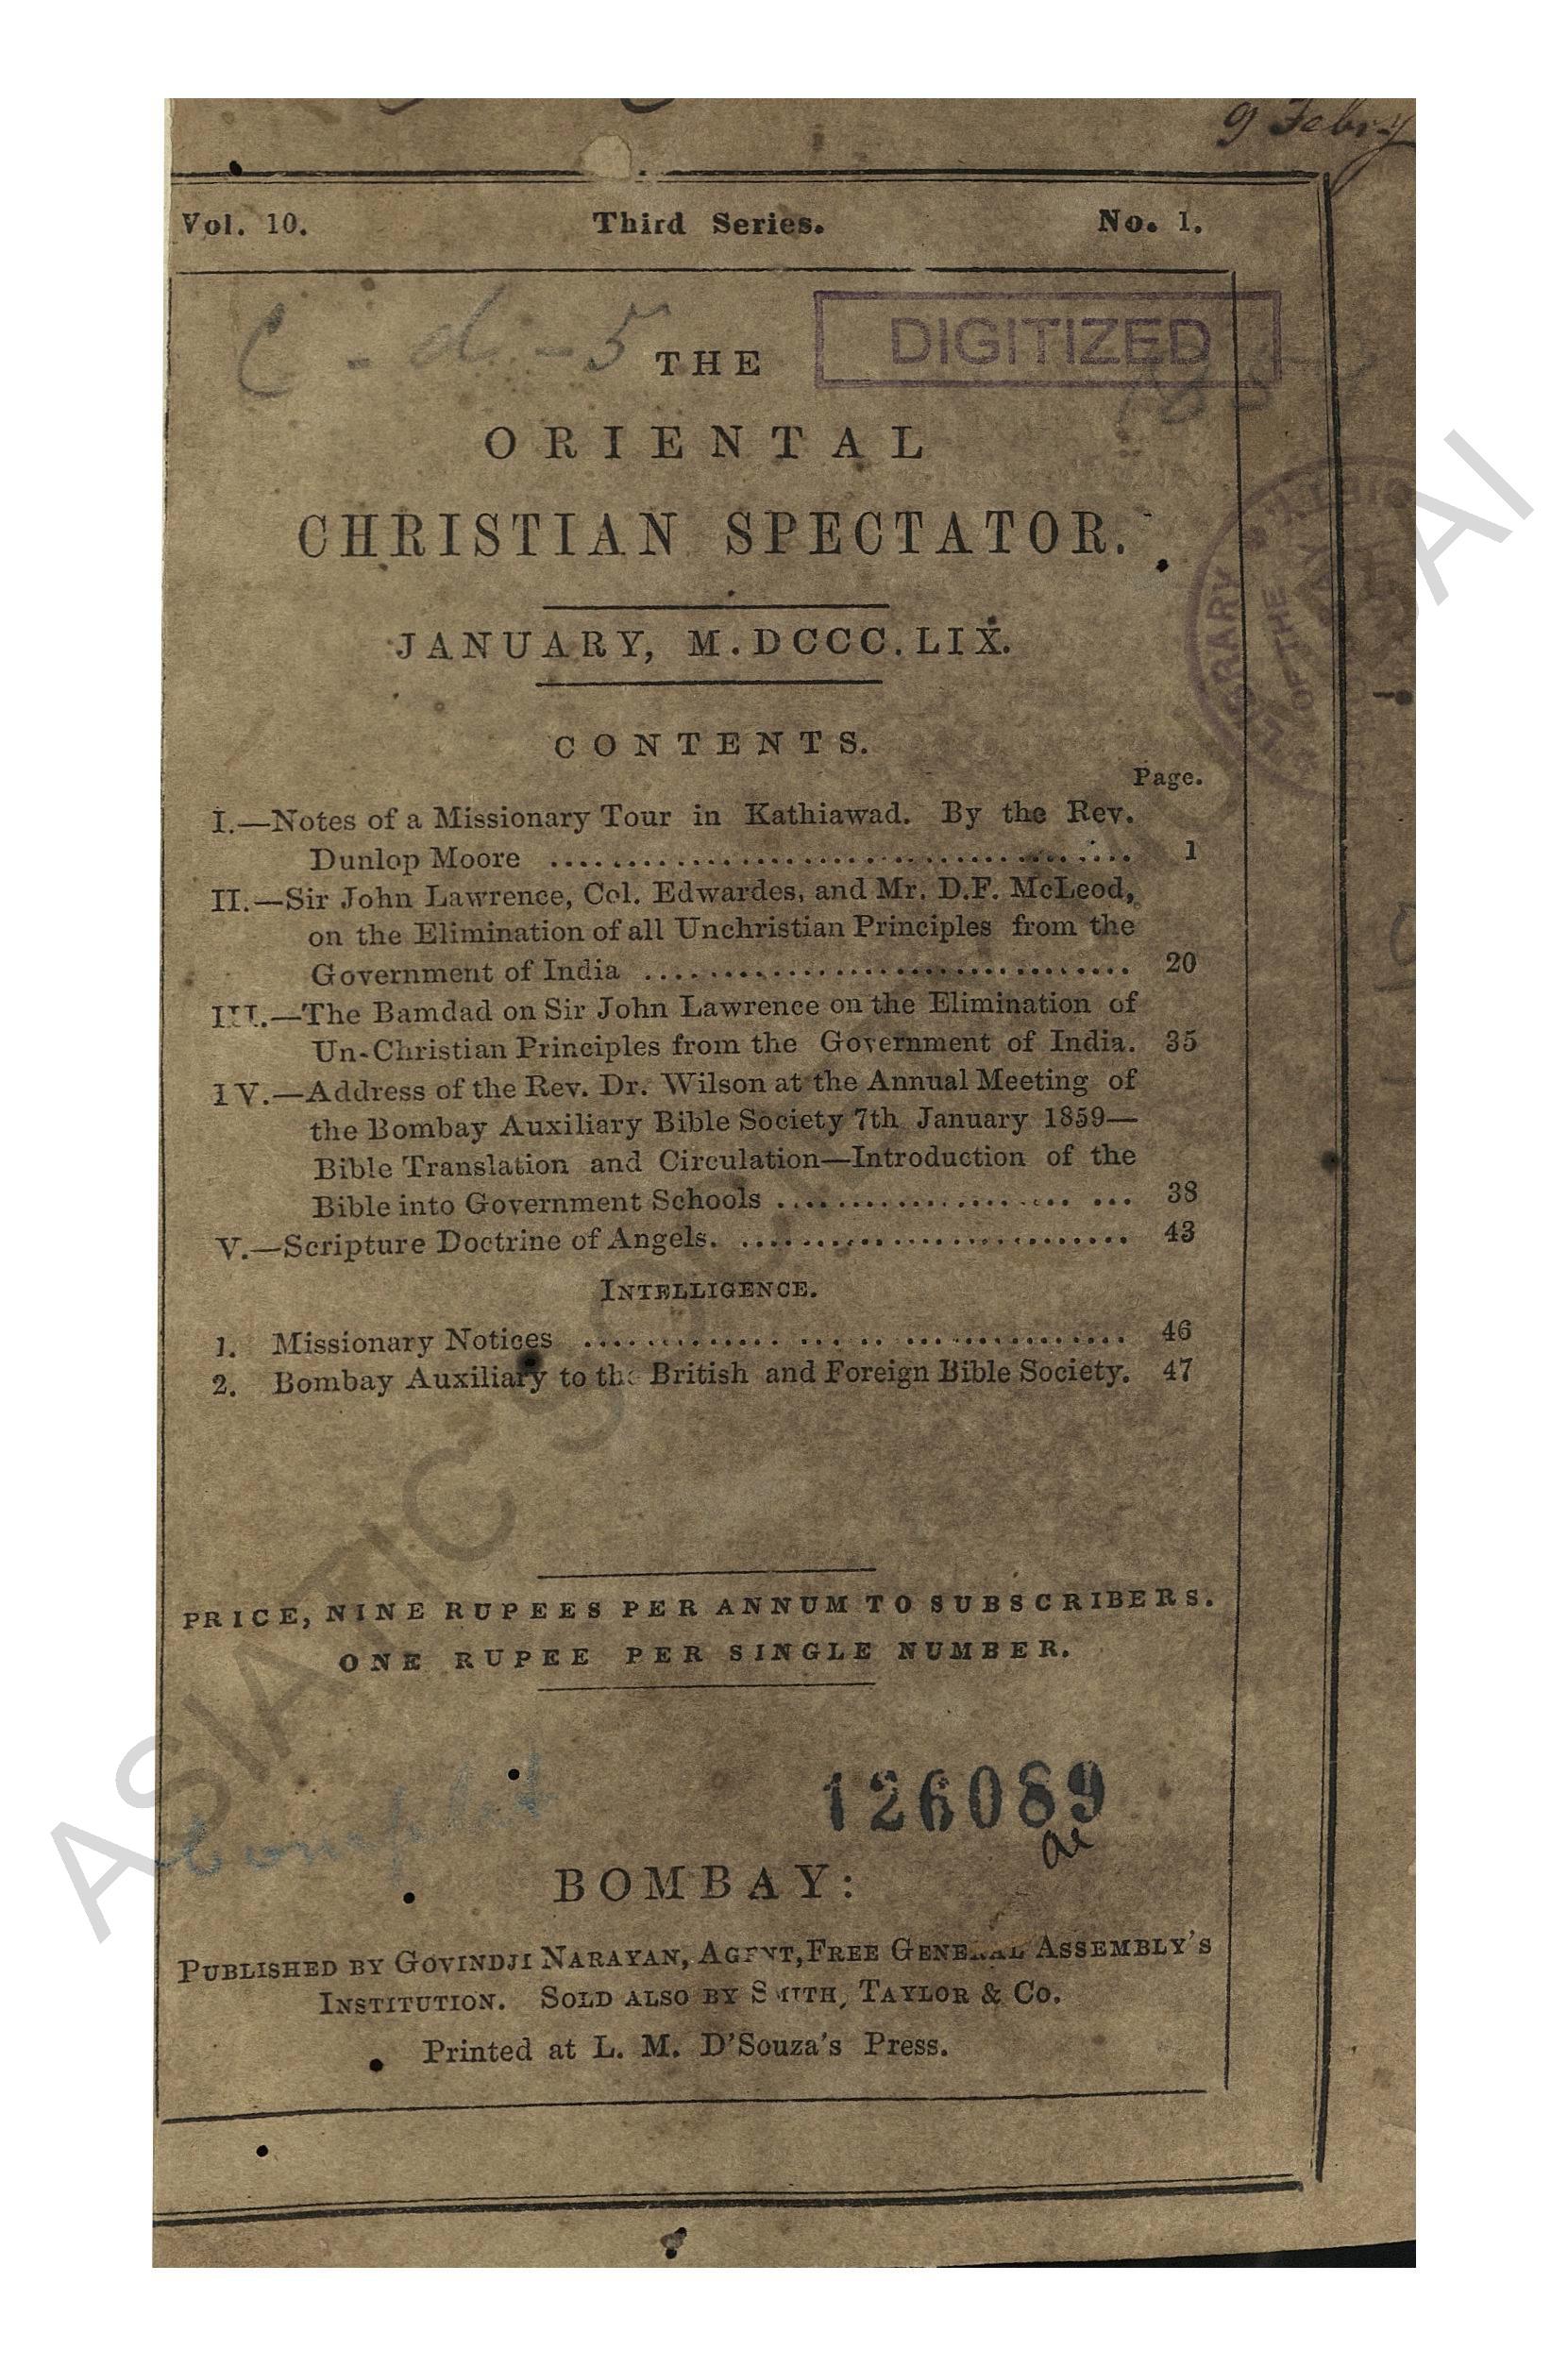 9 Febry
Vol. 10. Third Series. No. 1.
C - d - 5
DIGITIZED
THE
ORIENTAL
CHRISTIAN SPECTATOR.
JANUARY, M.DCCC.LIX.
CONTENTS.
Page.
I.—Notes of a Missionary Tour in Kathiawad. By the Rev.
Dunlop Moore .......................................... 1
II.—Sir John Lawrence, Col. Edwardes, and Mr. D.F. McLeod,
on the Elimination of all Unchristian Principles from the
Government of India .................................. 20
III.—The Bamdad on Sir John Lawrence on the Elimination of
Un-Christian Principles from the Government of India. 35
IV.—Address of the Rev. Dr. Wilson at the Annual Meeting of
the Bombay Auxiliary Bible Society 7th January 1859—
Bible Translation and Circulation—Introduction of the
Bible into Government Schools ................... ... 38
V.—Scripture Doctrine of Angels. .......................... 43
INTELLIGENCE.
1. Missionary Notices ............. ... .. ............... 46
2. Bombay Auxiliary to the British and Foreign Bible Society. 47
PRICE, NINE RUPEES PER ANNUM TO SUBSCRIBERS.
ONE RUPEE PER SINGLE NUMBER.
126089
BOMBAY:
PUBLISHED BY GOVINDJI NARAYAN, AGENT, FREE GENERAL ASSEMBLY'S
INSTITUTION. SOLD ALSO BY SMITH, TAYLOR & CO.
Printed at L. M. D'Souza's Press.
LIBRARY
OF THE
ASIATIC SOCIETY OF MUMBAI